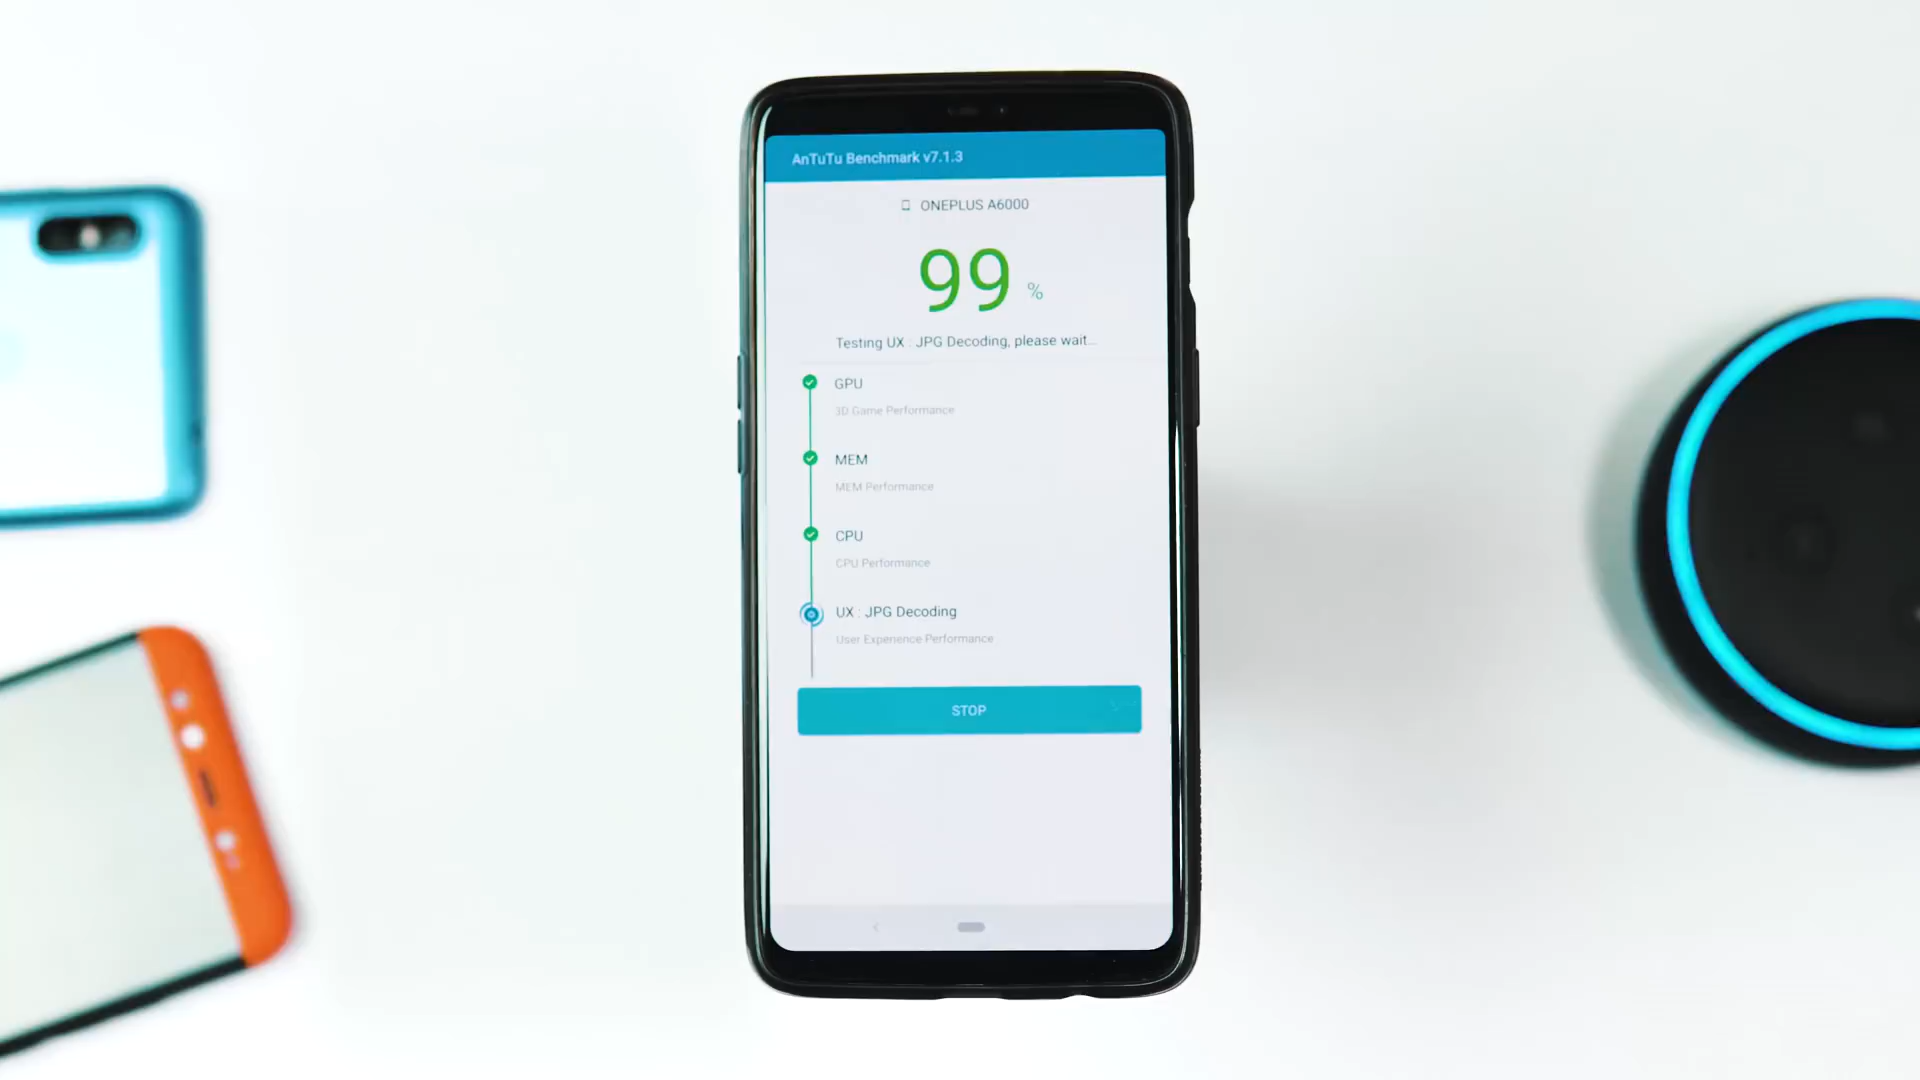 AnTuTu Benchmark v7.1.3
ONEPLUS A6000
99 %
Testing UX : JPG Decoding, please wait...
GPU
3D Game Performance
MEM
MEM Performance
CPU
CPU Performance
UX : JPG Decoding
User Experience Performance
STOP